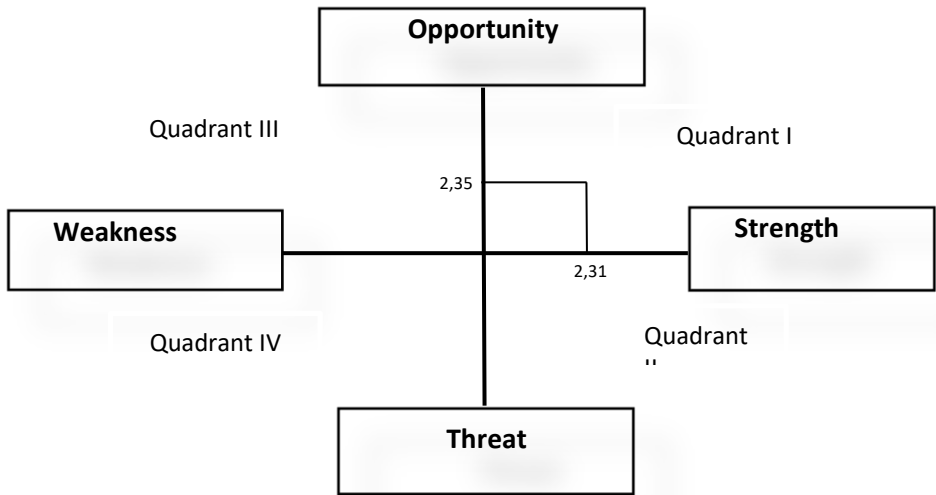 Opportunity
Quadrant III
Quadrant I
2,35
Weakness
Strength
2,31
Quadrant IV
Quadrant
Threat